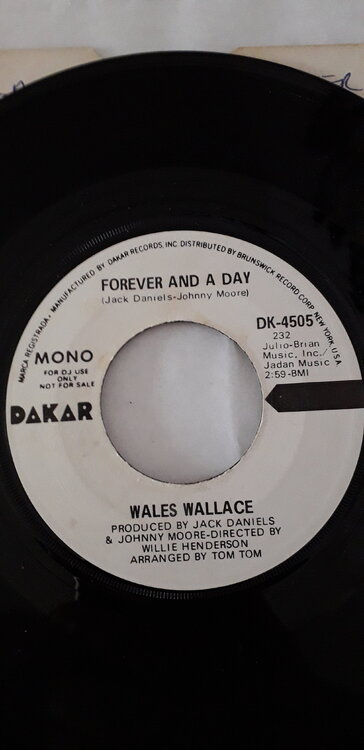 MARCA REGISTRADA. MANUFACTURED BY DAKAR RECORDS, INC. DISTRIBUTED BY BRUNSWICK RECORD CORP. NEW YORK, USA
FOREVER AND A DAY
(Jack Daniels-Johnny Moore)
MONO
FOR DJ USE
ONLY
NOT FOR SALE
DK-4505
232
Julio-Brian
Music, Inc./
Jadan Music
2:59-BMI
DAKAR
WALES WALLACE
PRODUCED BY JACK DANIELS
& JOHNNY MOORE-DIRECTED BY
WILLIE HENDERSON
ARRANGED BY TOM TOM